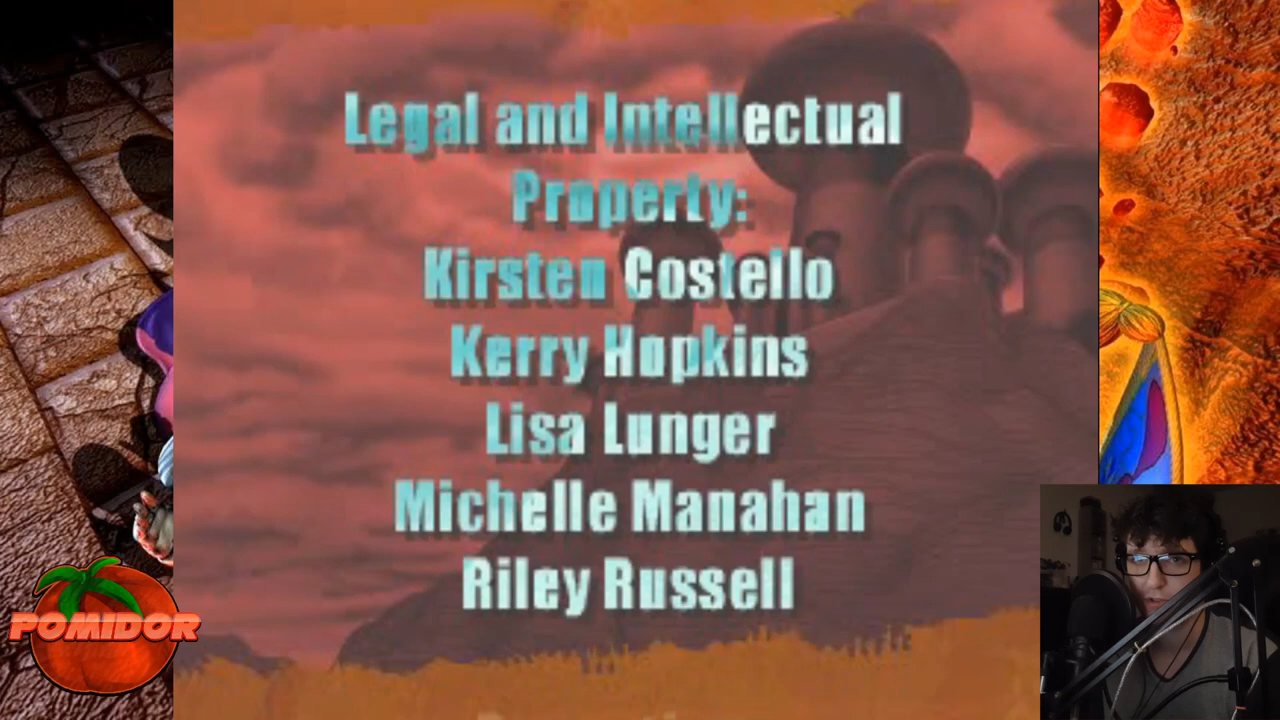 Legal and Intellectual
Property:
Kirsten Costello
Kerry Hopkins
Lisa Lunger
Michelle Manahan
Riley Russell
POMIDOR